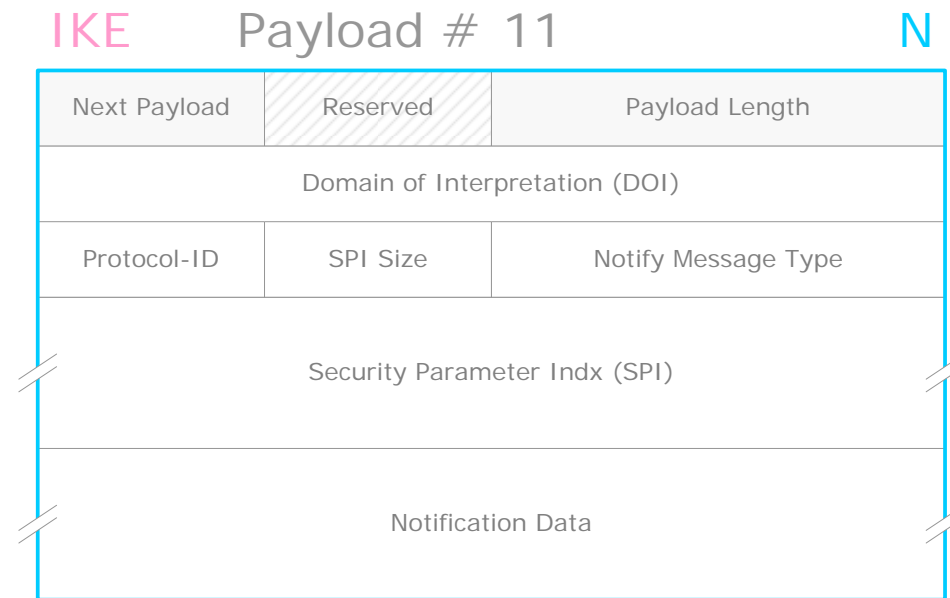 IKE Payload # 11 N
Next Payload Reserved Payload Length
Domain of Interpretation (DOI)
Protocol-ID SPI Size Notify Message Type
Security Parameter Indx (SPI)
Notification Data